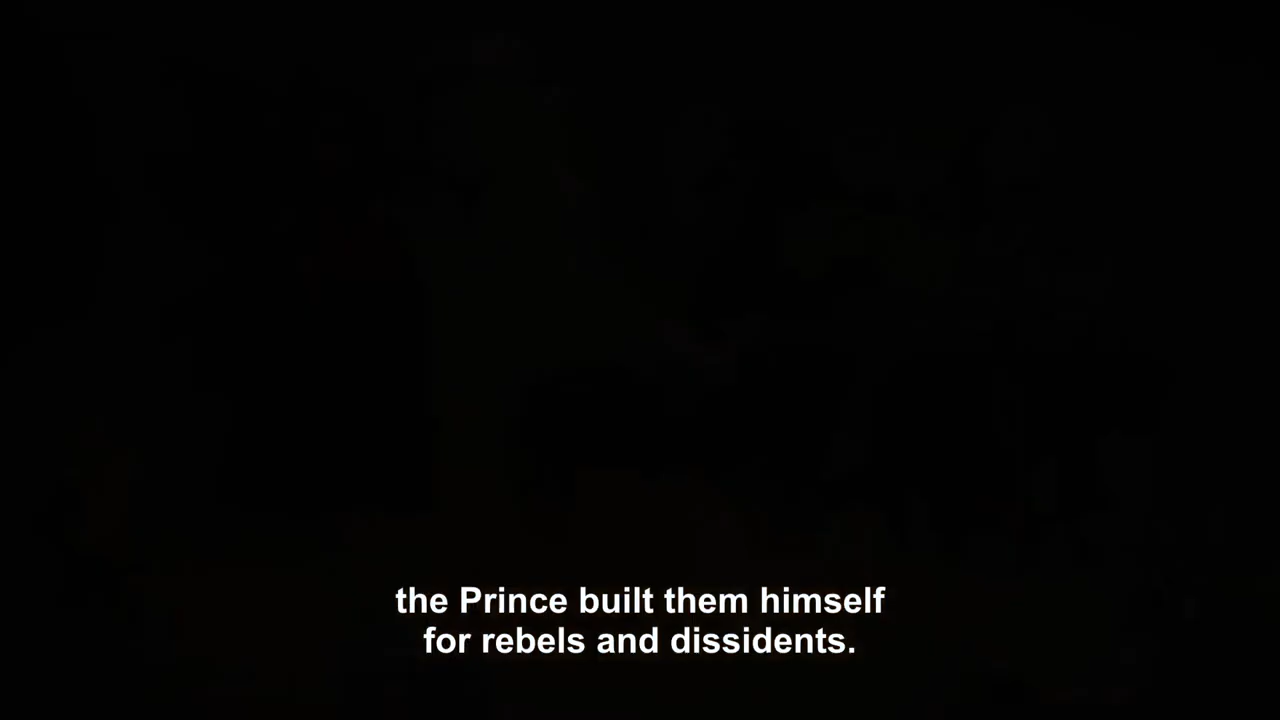 the Prince built them himself
for rebels and dissidents.